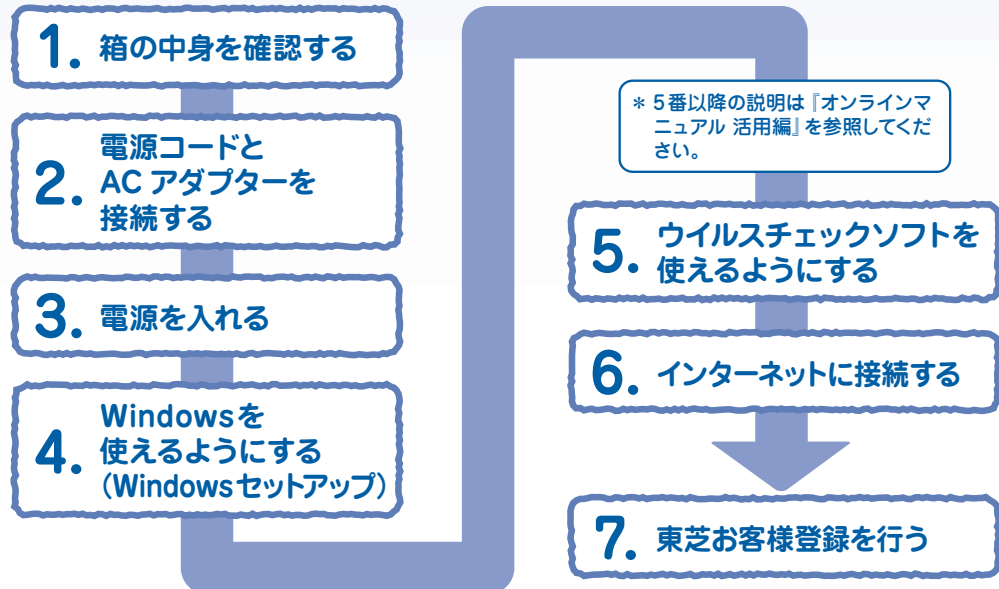 1. 箱の中身を確認する
2. 電源コードと
AC アダプターを
接続する
3. 電源を入れる
4. Windowsを
使えるようにする
（Windowsセットアップ）
＊ 5番以降の説明は『オンラインマ
ニュアル 活用編』を参照してくだ
さい。
5. ウイルスチェックソフトを
使えるようにする
6. インターネットに接続する
7. 東芝お客様登録を行う